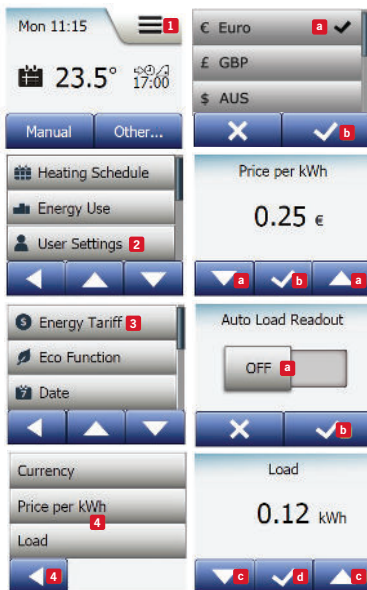 Mon 11:15
1
23.5°
17:00
Manual Other...
Heating Schedule
Energy Use
User Settings 2
S Energy Tariff 3
Eco Function
7 Date
Currency
Price per kWh
4
Load
4
€ Euro a
£ GBP
$ AUS
b
Price per kWh
0.25 €
a b a
Auto Load Readout
OFF a
b
Load
0.12 kWh
c d c